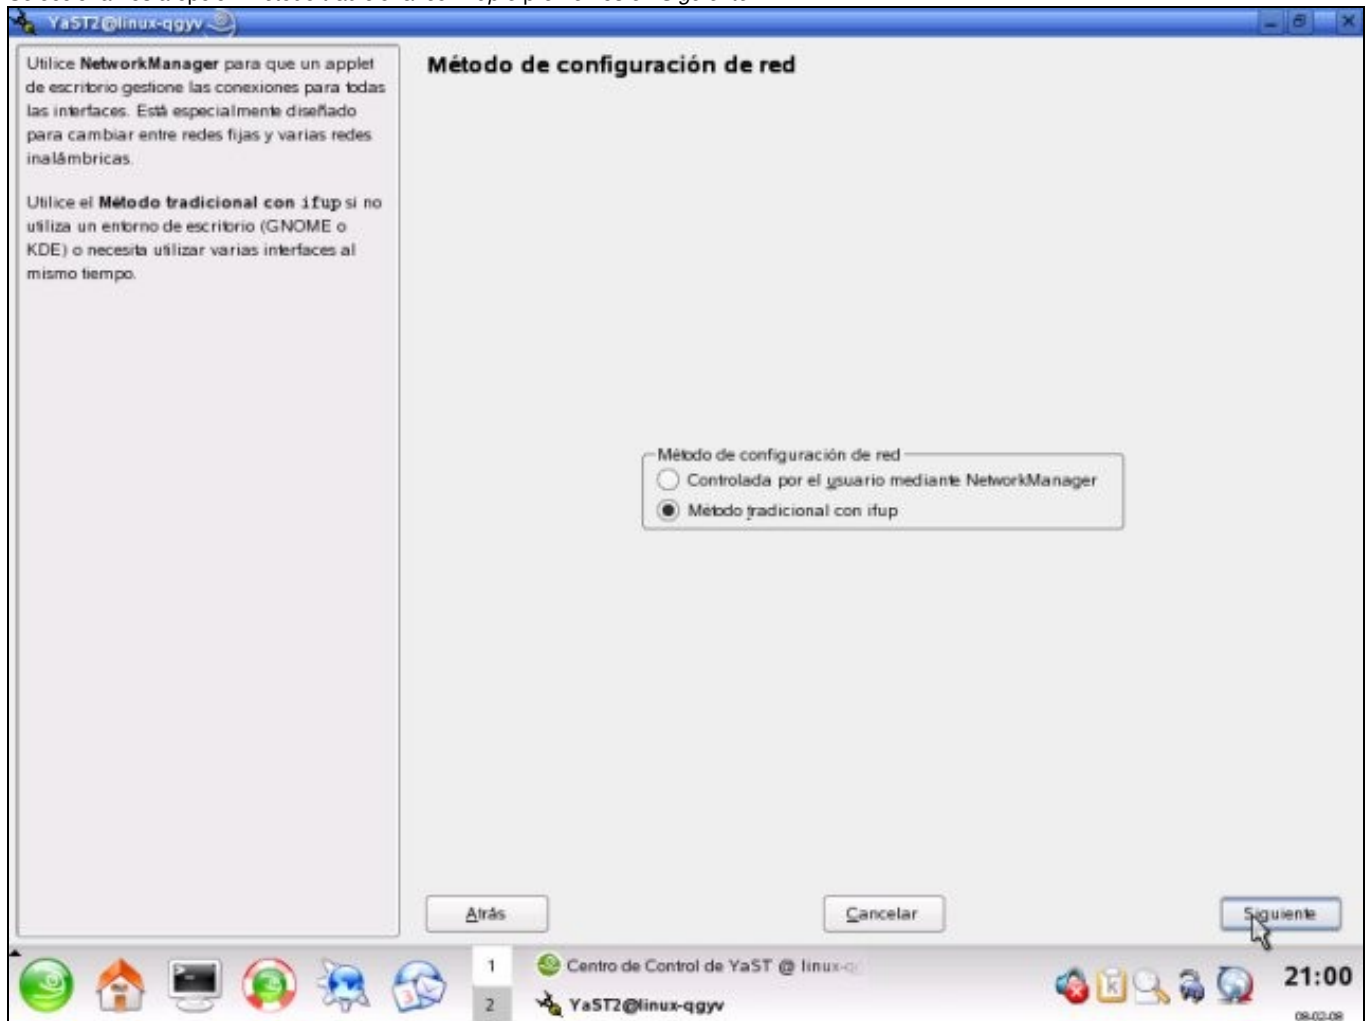 YaST2@linux-qgyv
Utilice NetworkManager para que un applet
de escritorio gestione las conexiones para todas
las interfaces. Está especialmente diseñado
para cambiar entre redes fijas y varias redes
inalámbricas.
Utilice el Método tradicional con ifup si no
utiliza un entorno de escritorio (GNOME o
KDE) o necesita utilizar varias interfaces al
mismo tiempo.
Método de configuración de red
Método de configuración de red
Controlada por el usuario mediante NetworkManager
Método tradicional con ifup
Atrás
Cancelar
Siguiente
1
2
Centro de Control de YaST @ linux-q
YaST2@linux-qgyv
21:00
08-02-08